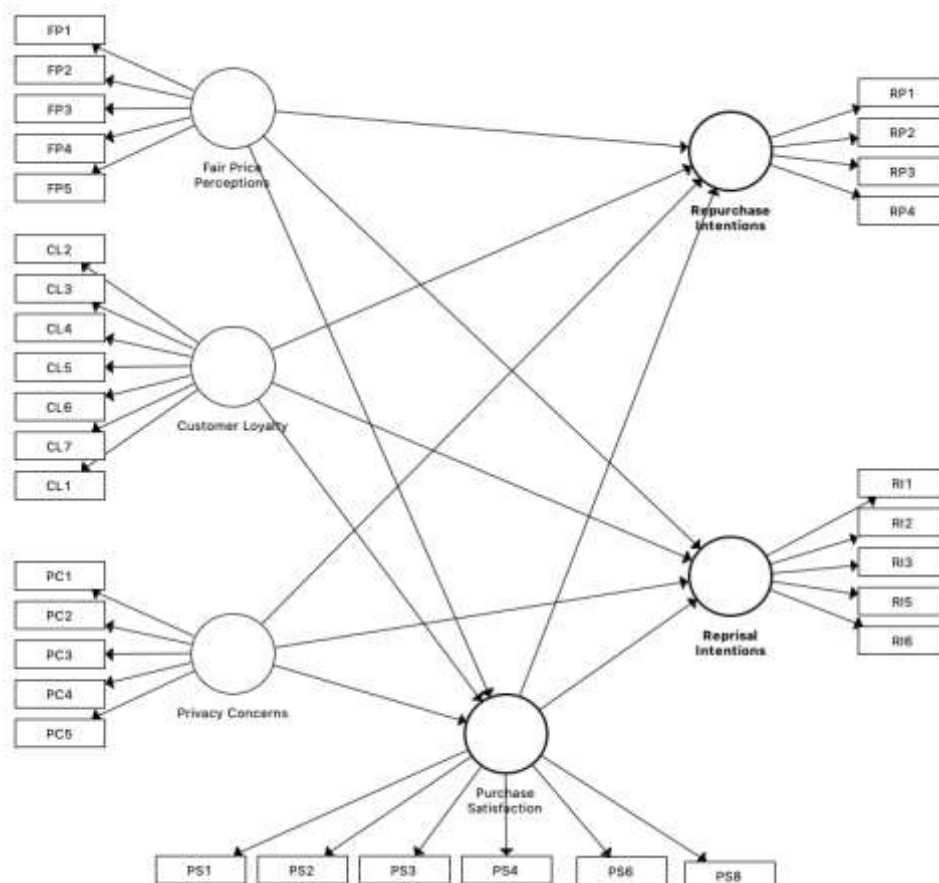 FP1
FP2
FP3
FP4
FP5
Fair Price
Perceptions
RP1
RP2
RP3
RP4
Repurchase
Intentions
CL2
CL3
CL4
CL5
CL6
CL7
CL1
Customer Loyalty
RI1
RI2
RI3
RI5
RI6
Reprisal
Intentions
PC1
PC2
PC3
PC4
PC5
Privacy Concerns
Purchase
Satisfaction
PS1
PS2
PS3
PS4
PS6
PS8